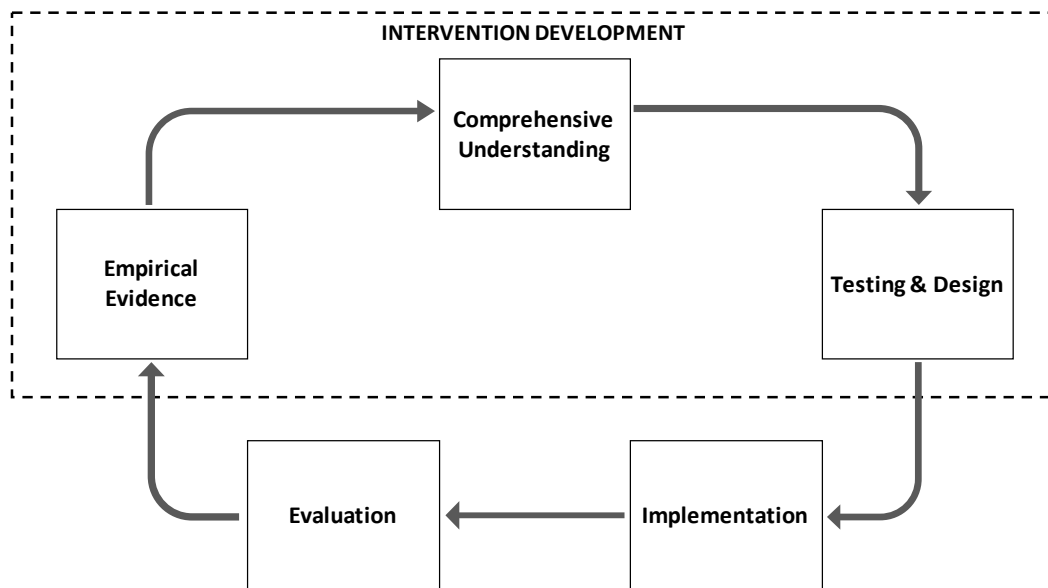 INTERVENTION DEVELOPMENT
Comprehensive
Understanding
Empirical
Evidence
Testing & Design
Evaluation
Implementation